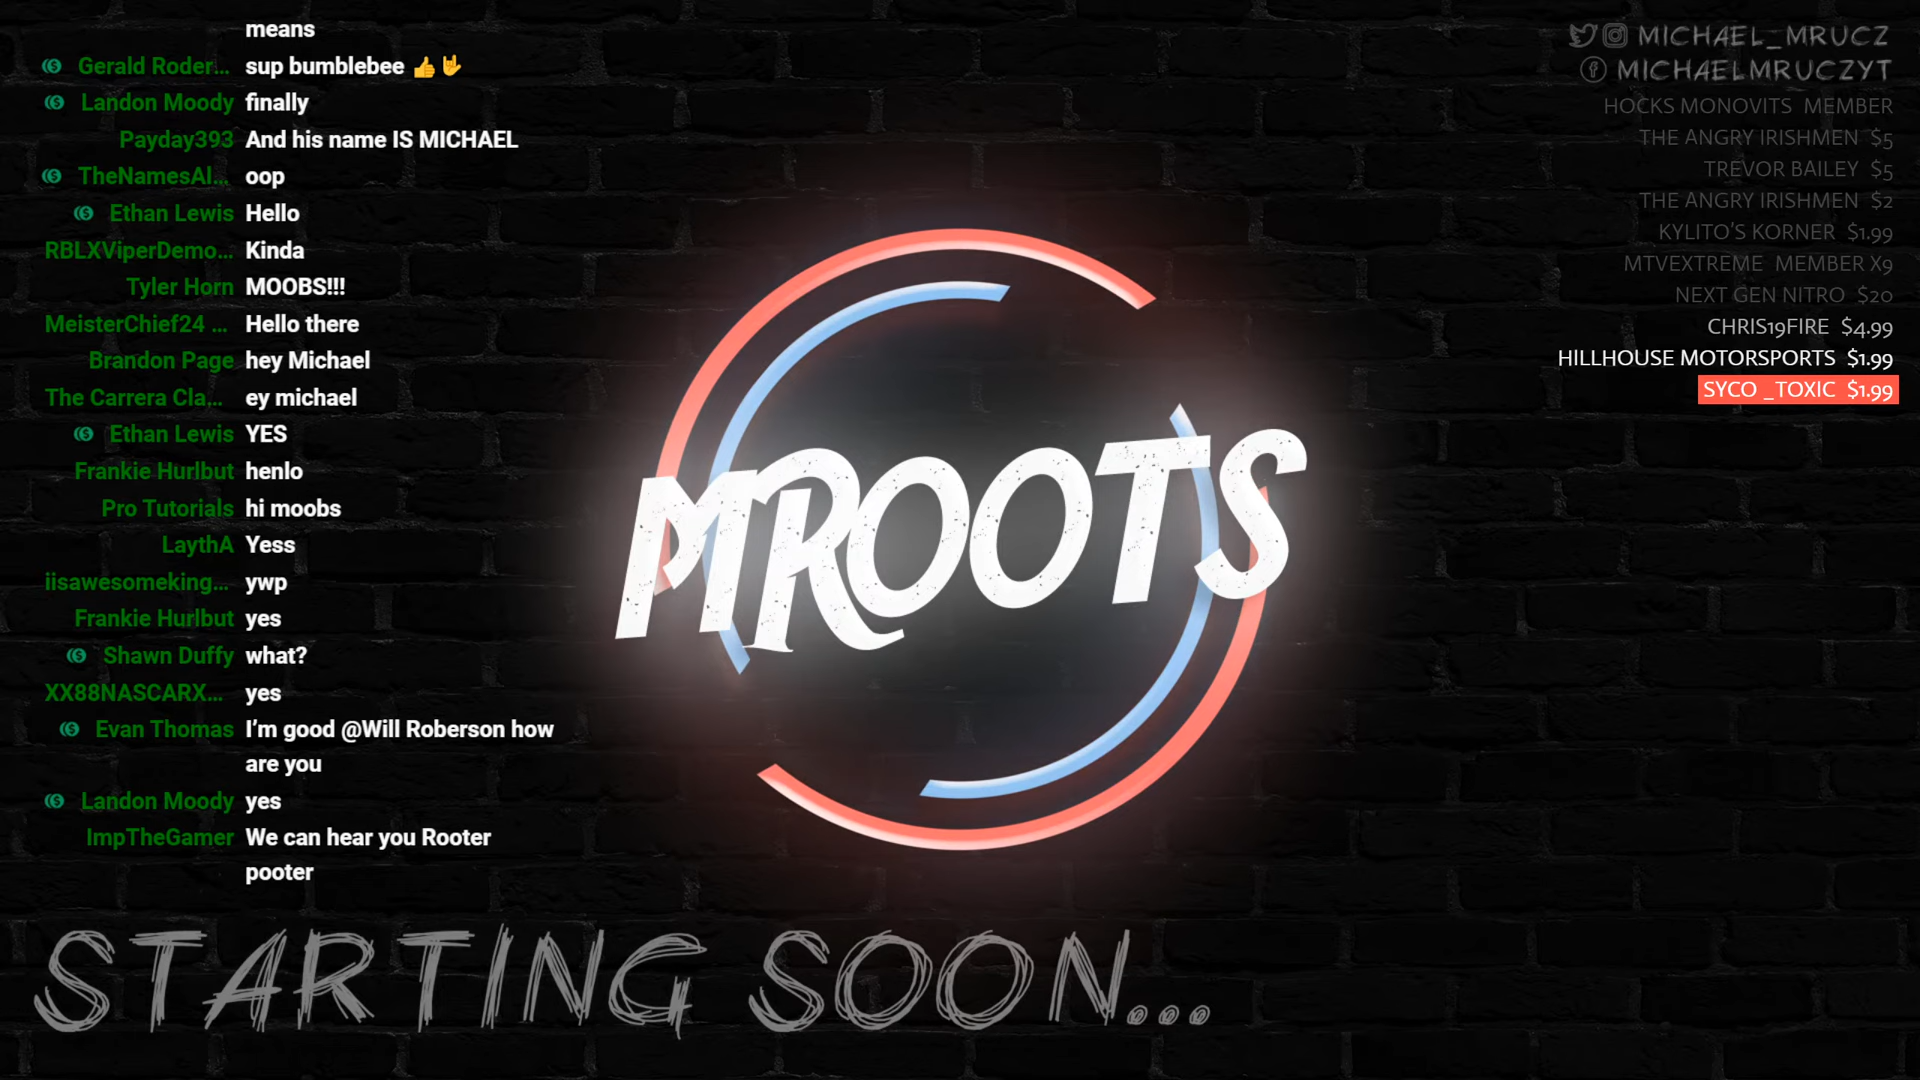 means
Gerald Roder... sup bumblebee 👍🤘
Landon Moody finally
Payday393 And his name IS MICHAEL
TheNamesAl... oop
Ethan Lewis Hello
RBLXViperDemo... Kinda
Tyler Horn MOOBS!!!
MeisterChief24 ... Hello there
Brandon Page hey Michael
The Carrera Cla... ey michael
Ethan Lewis YES
Frankie Hurlbut henlo
Pro Tutorials hi moobs
LaythA Yess
iisawesomeking... ywp
Frankie Hurlbut yes
Shawn Duffy what?
XX88NASCARX... yes
Evan Thomas I’m good @Will Roberson how
are you
Landon Moody yes
ImpTheGamer We can hear you Rooter
pooter
MROOTS
MICHAEL_MRUCZ
MICHAELMRUCZYT
HOCKS MONOVITS MEMBER
THE ANGRY IRISHMEN $5
TREVOR BAILEY $5
THE ANGRY IRISHMEN $2
KYLITO’S KORNER $1.99
MTVEXTREME MEMBER X9
NEXT GEN NITRO $20
CHRIS19FIRE $4.99
HILLHOUSE MOTORSPORTS $1.99
SYCO _TOXIC $1.99
STARTING SOON...